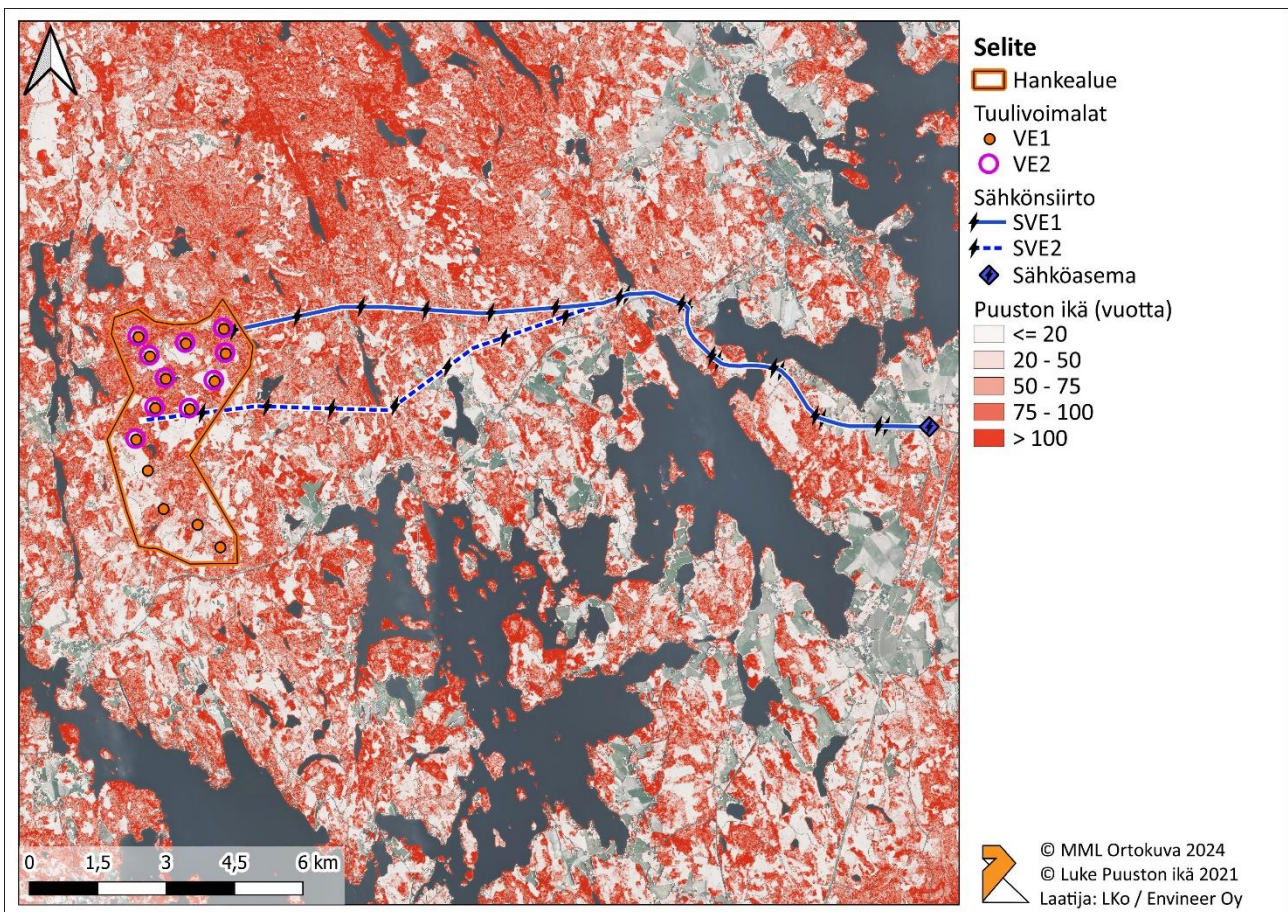 Selite
Hankealue
Tuulivoimalat
VE1
VE2
Sähkönsiirto
SVE1
SVE2
Sähköasema
Puuston ikä (vuotta)
<= 20
20 - 50
50 - 75
75 - 100
> 100
0 1,5 3 4,5 6 km
© MML Ortokuva 2024
© Luke Puuston ikä 2021
Laatija: LKo / Envineer Oy